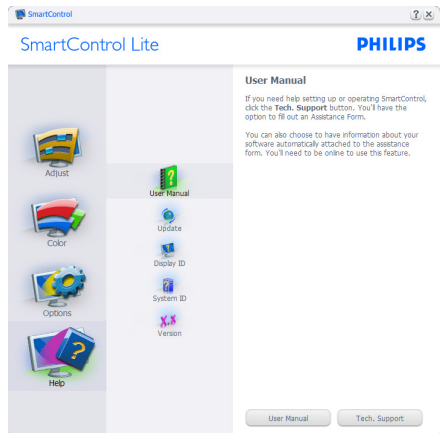 SmartControl
? X
SmartControl Lite
PHILIPS
Adjust
Color
Options
Help
User Manual
Update
Display ID
System ID
X.X
Version
User Manual
If you need help setting up or operating SmartControl,
click the Tech. Support button. You'll have the
option to fill out an Assistance Form.
You can also choose to have information about your
software automatically attached to the assistance
form. You'll need to be online to use this feature.
User Manual
Tech. Support